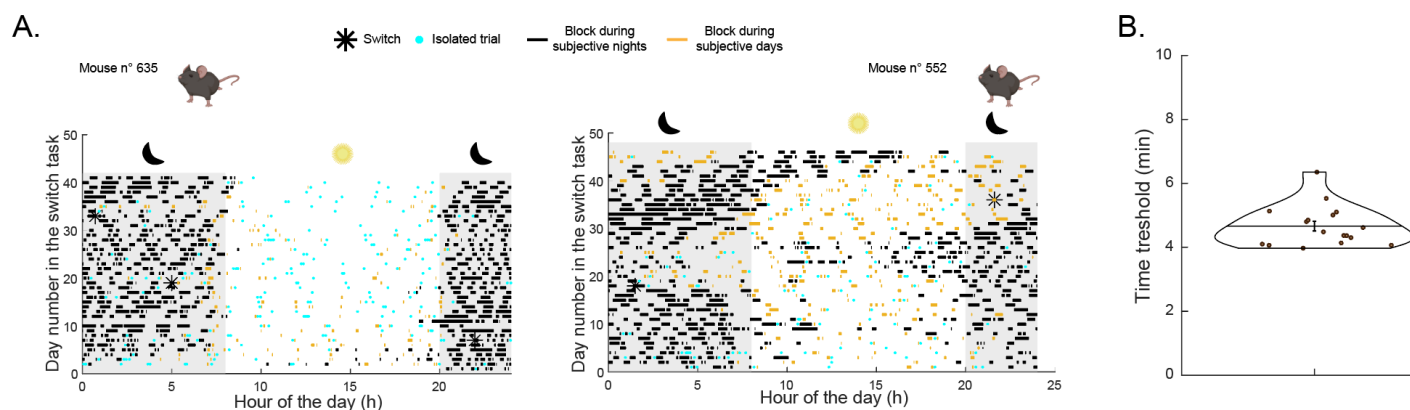 A.
B.
Switch
Isolated trial
Block during
subjective nights
Block during
subjective days
Mouse n° 635
Mouse n° 552
Day number in the switch task
50
40
30
20
10
0
0
5
10
15
20
Hour of the day (h)
Day number in the switch task
50
40
30
20
10
0
0
5
10
15
20
25
Hour of the day (h)
Time treshold (min)
10
8
6
4
2
0